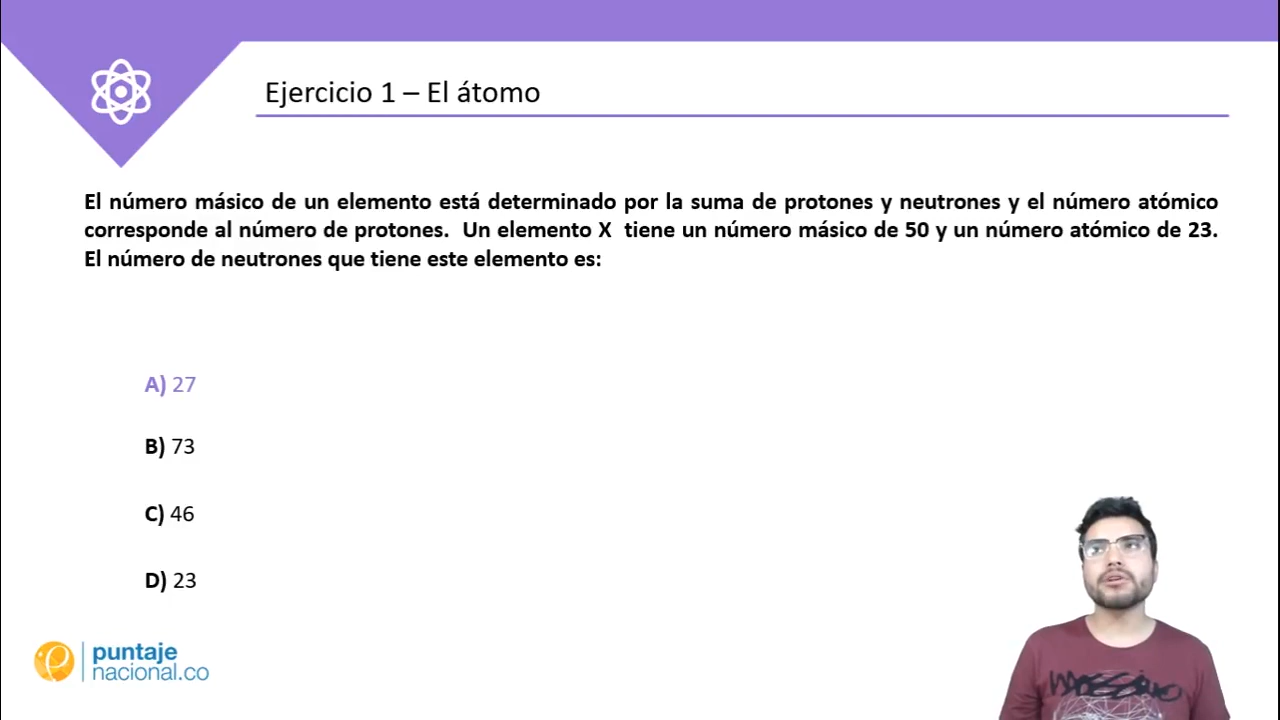 Ejercicio 1 – El átomo
El número másico de un elemento está determinado por la suma de protones y neutrones y el número atómico
corresponde al número de protones. Un elemento X tiene un número másico de 50 y un número atómico de 23.
El número de neutrones que tiene este elemento es:
A) 27
B) 73
C) 46
D) 23
puntaje
nacional.co